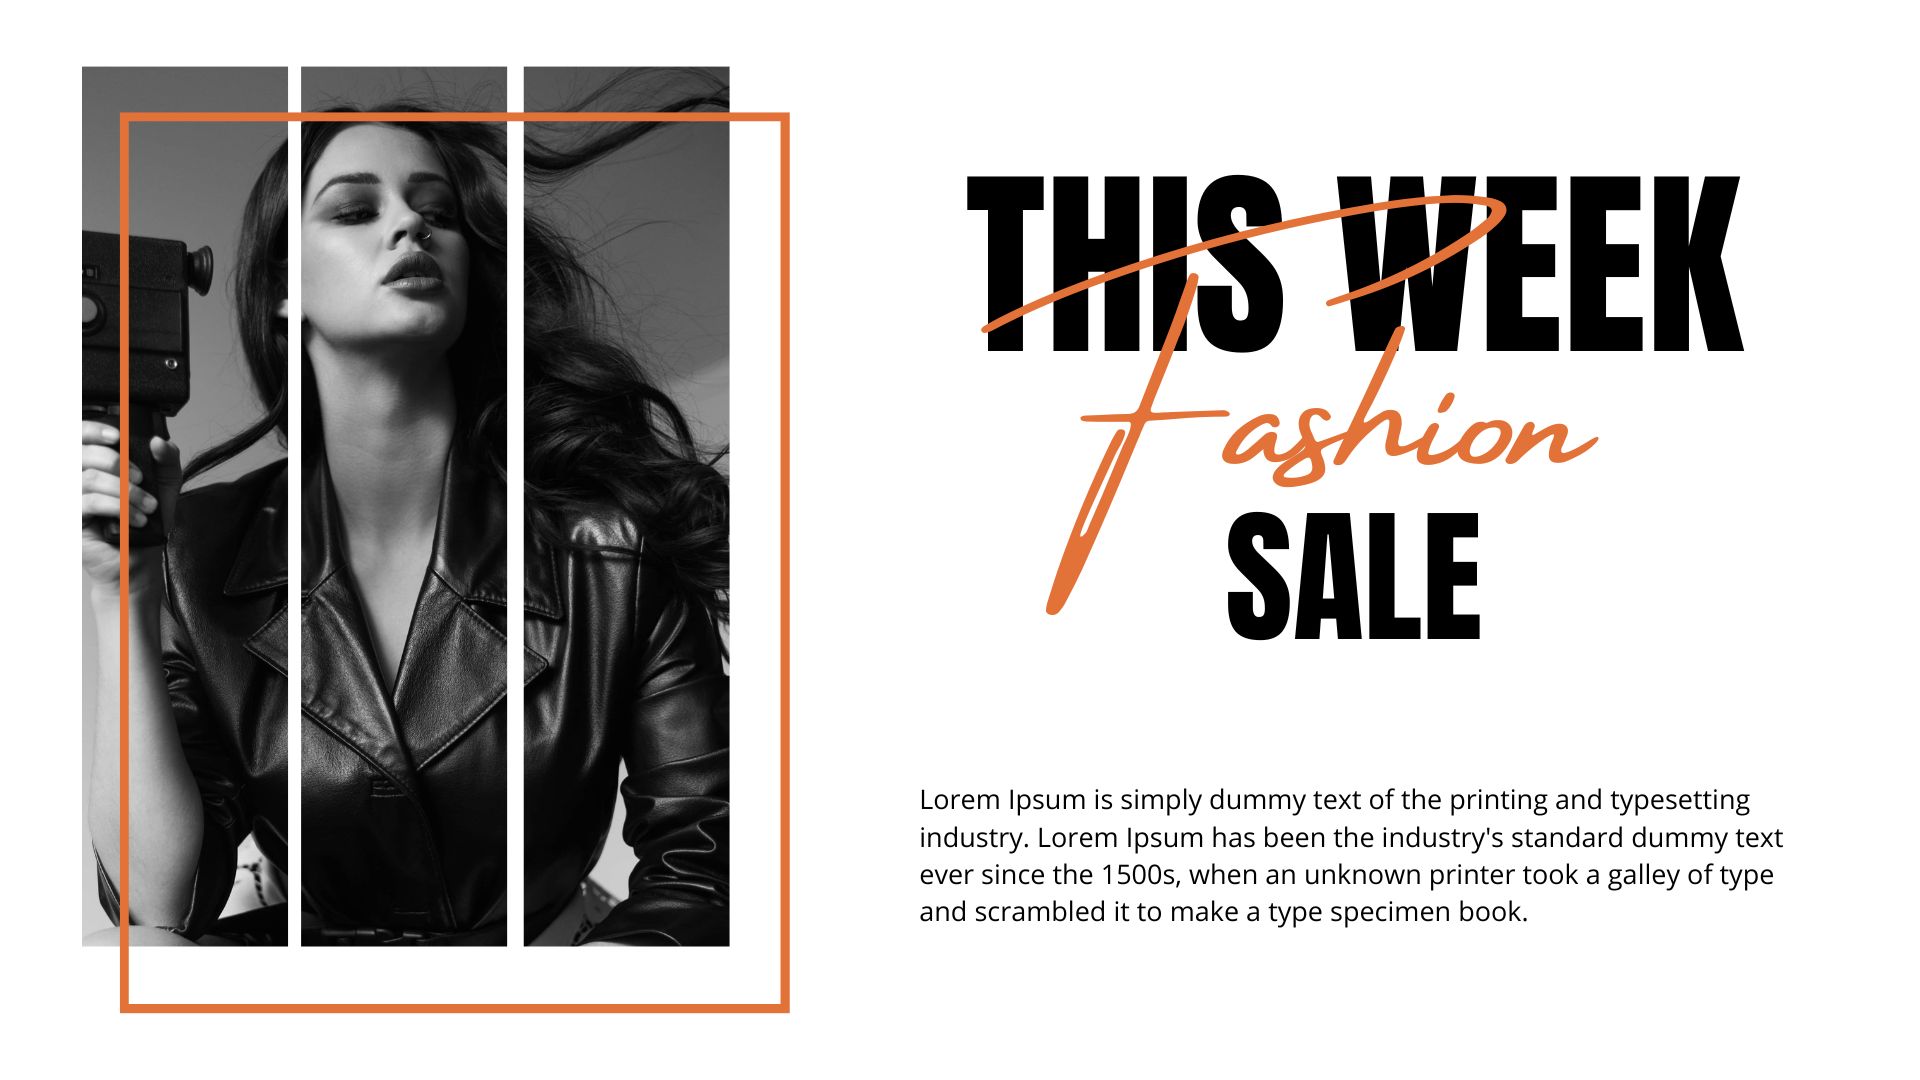 THIS WEEK
Fashion
SALE
Lorem Ipsum is simply dummy text of the printing and typesetting
industry. Lorem Ipsum has been the industry's standard dummy text
ever since the 1500s, when an unknown printer took a galley of type
and scrambled it to make a type specimen book.